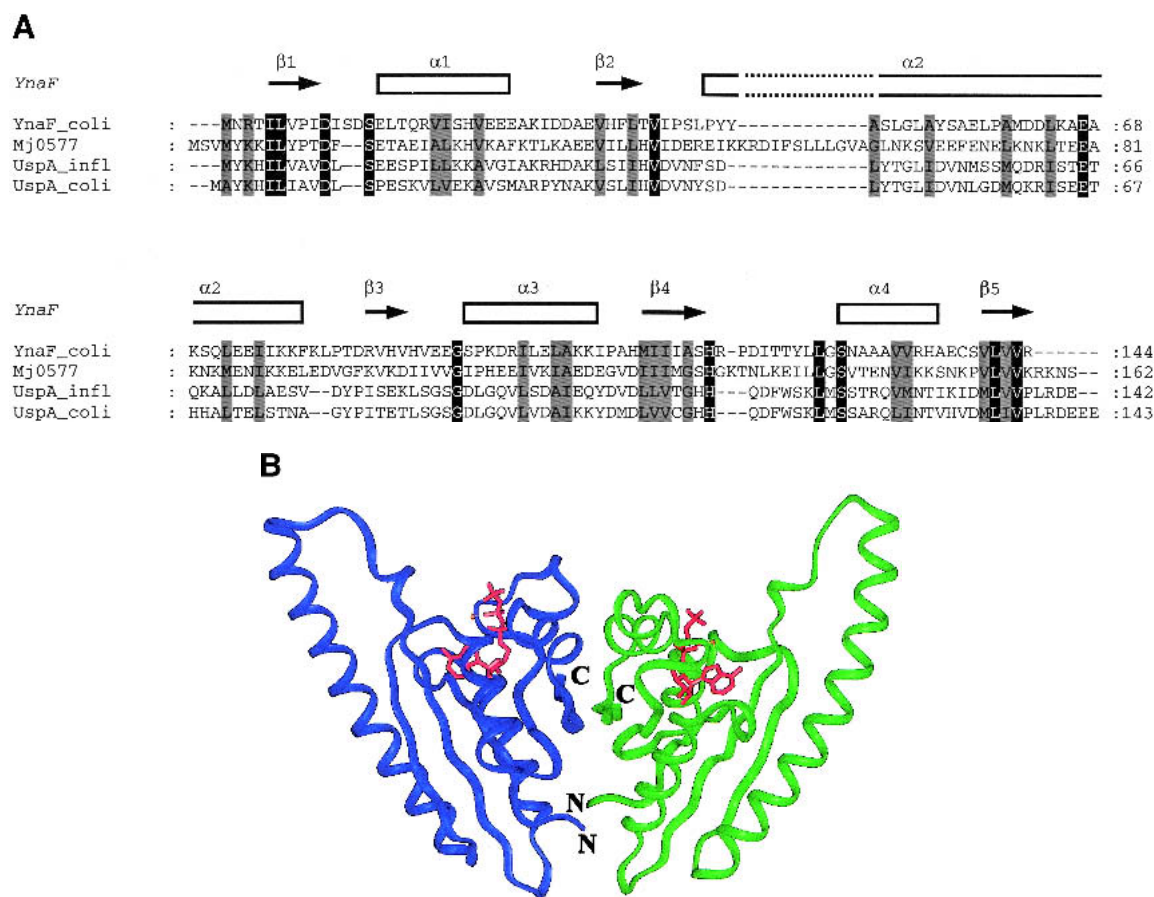 A
β1 α1 β2 α2
YnaF
YnaF_coli : ---MNRTILVPIDISDSELTQRVISHVEEEAKIDDAEVHFLTVIPSLPYY-------------ASLGLAYSAELPAMDDLKAEA :68
Mj0577 : MSVMYKKILYPTDF--SETAEIALKHVKAFKTLKAEEVILLHVIDEREIKKRDIFSLLLGVAGLNKSVEEFENELKNKLTEEA :81
UspA_infl : --MYKHILVAVDL--SEESPILLKKAVGIAKRHDAKLSIIHVDVNFSD-------------LYTGLIDVNMSSMQDRISTET :66
UspA_coli : --MAYKHILIAVDL--SPESKVLVEKAVSMARPYNAKVSLIHVDVNYSD-------------LYTGLIDVNLGDMQKRISEET :67
α2 β3 α3 β4 α4 β5
YnaF
YnaF_coli : KSQLEEIIKKFKLPTDRVHVHVEEGSPKDRILELAKKIPAHMIIIASHR-PDITTYLLGSNAAAVVRHAECSVLVVR------ :144
Mj0577 : KNKMENIKKELEDVGFKVKDIIVVGIPHEEIVKIAEDEGVDIIIMGSHGKTNLKEILLGSVTENVIKKSNKPVLVVKRKNS-- :162
UspA_infl : QKALLDLAESV--DYPISEKLSGSGDLGQVLSDAIEQYDVDLLVTGHH---QDFWSKLMSSTRQVMNTIKIDMLVVPLRDE-- :142
UspA_coli : HHALTELSTNA--GYPITETLSGSGDLGQVLVDAIKKYDMDLVVCGHH---QDFWSKLMSSARQLINTVHVDMLIVPLRDEEE :143
B
C
C
N
N